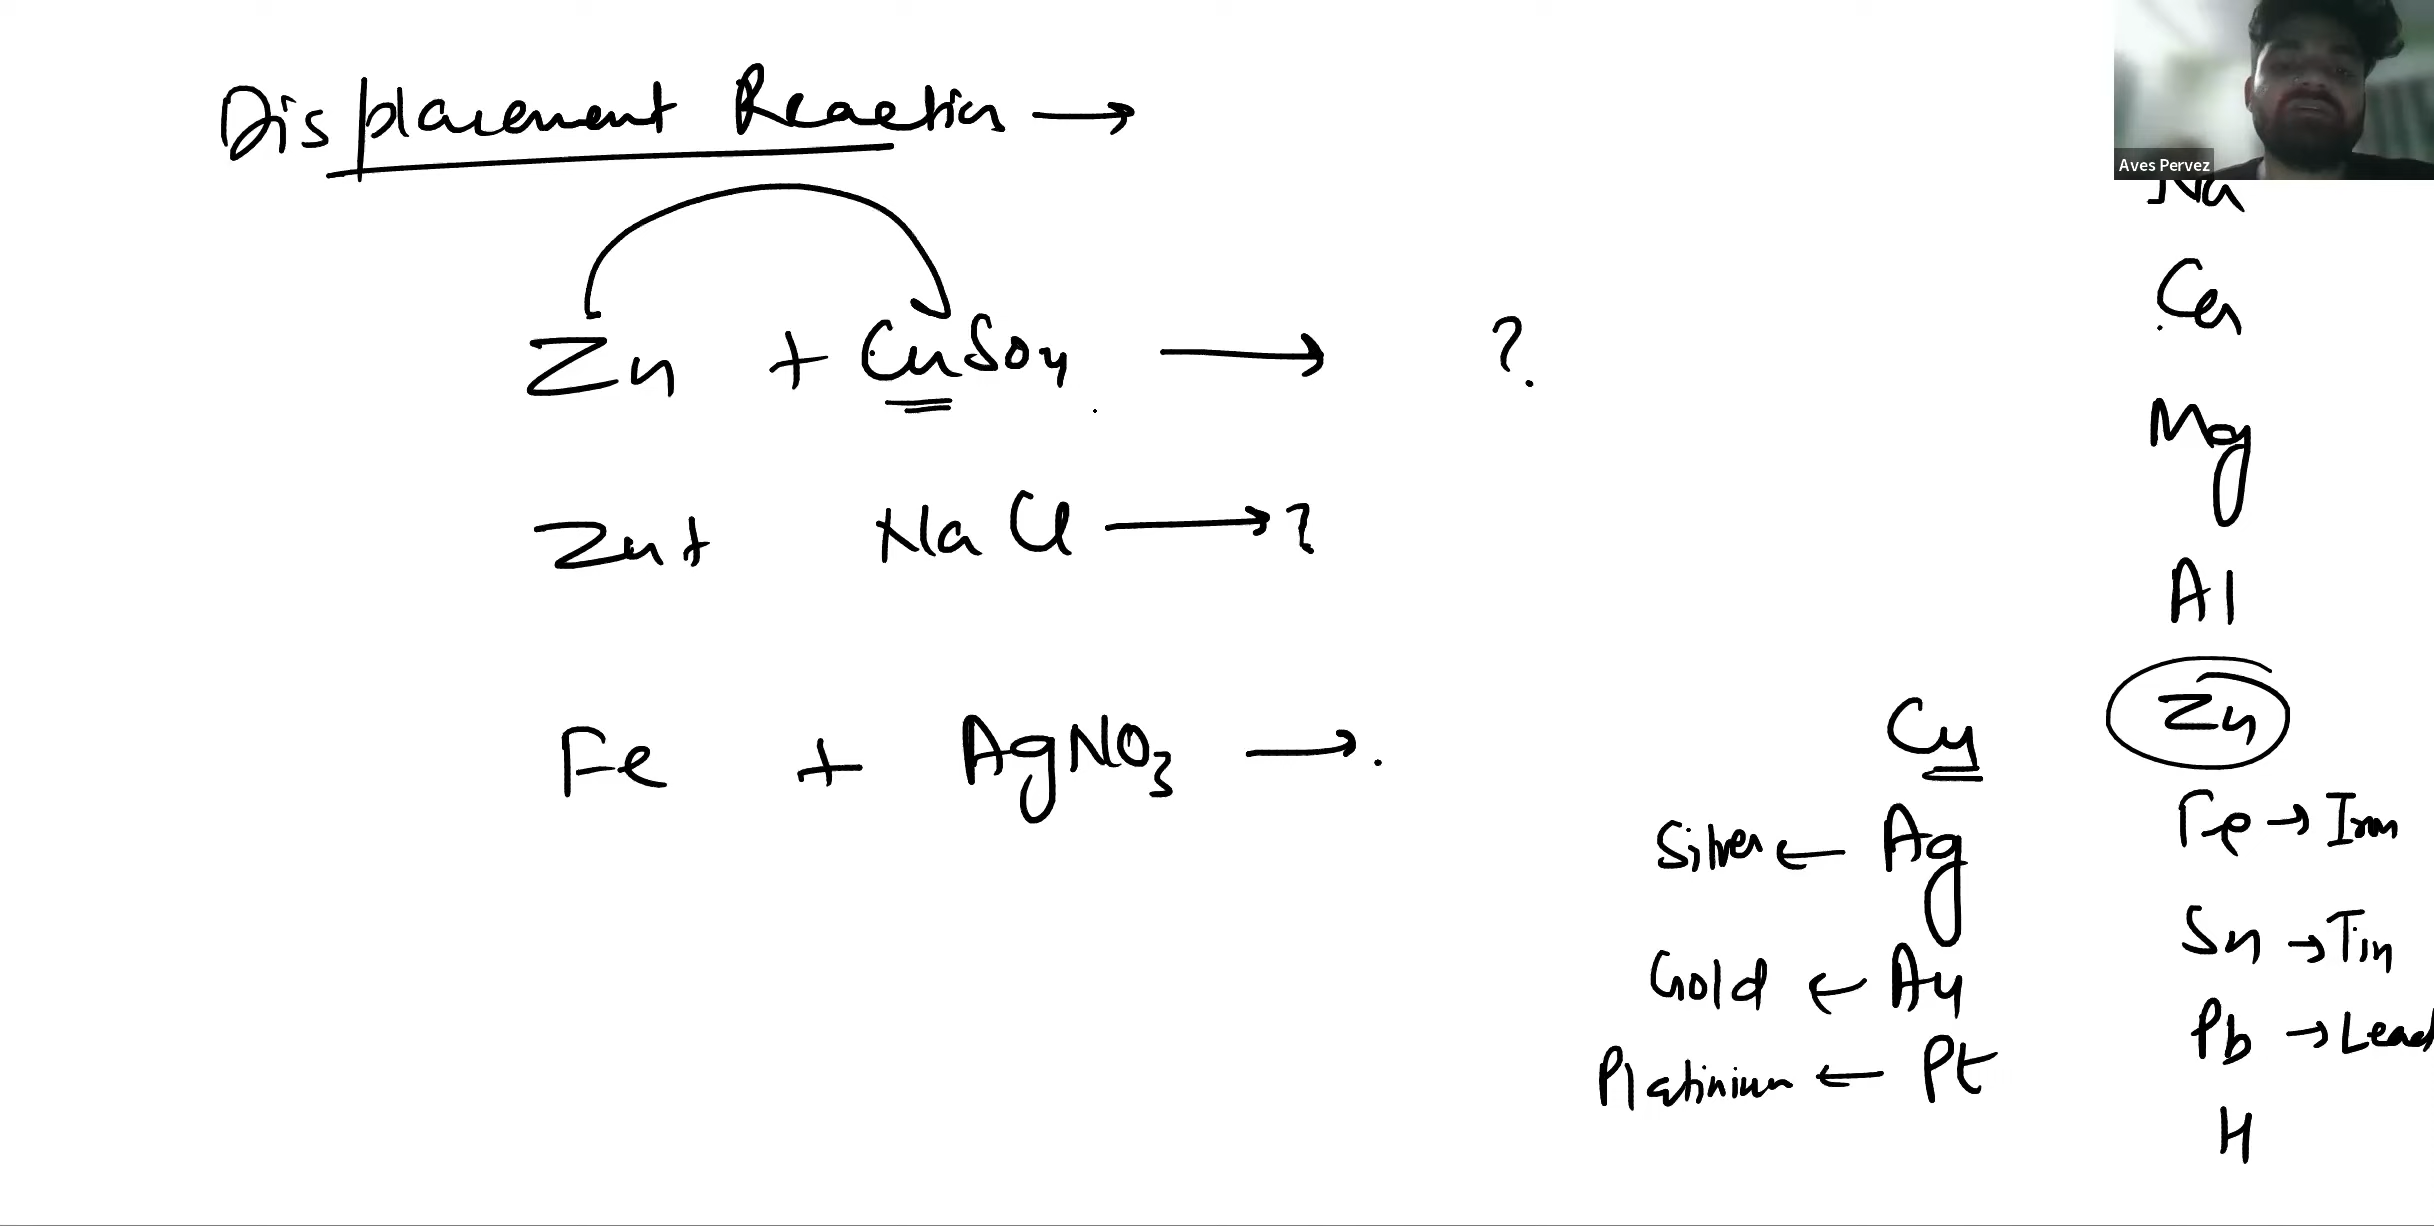 Displacement Reaction →
Zn + CuSO4 → ?
Zn + NaCl → ?
Fe + AgNO3 → .
Cu
Silver ← Ag
Gold ← Au
Platinium ← Pt
Aves Pervez
Na
Ca
Mg
Al
Zn
Fe → Iron
Sn → Tin
Pb → Lead
H